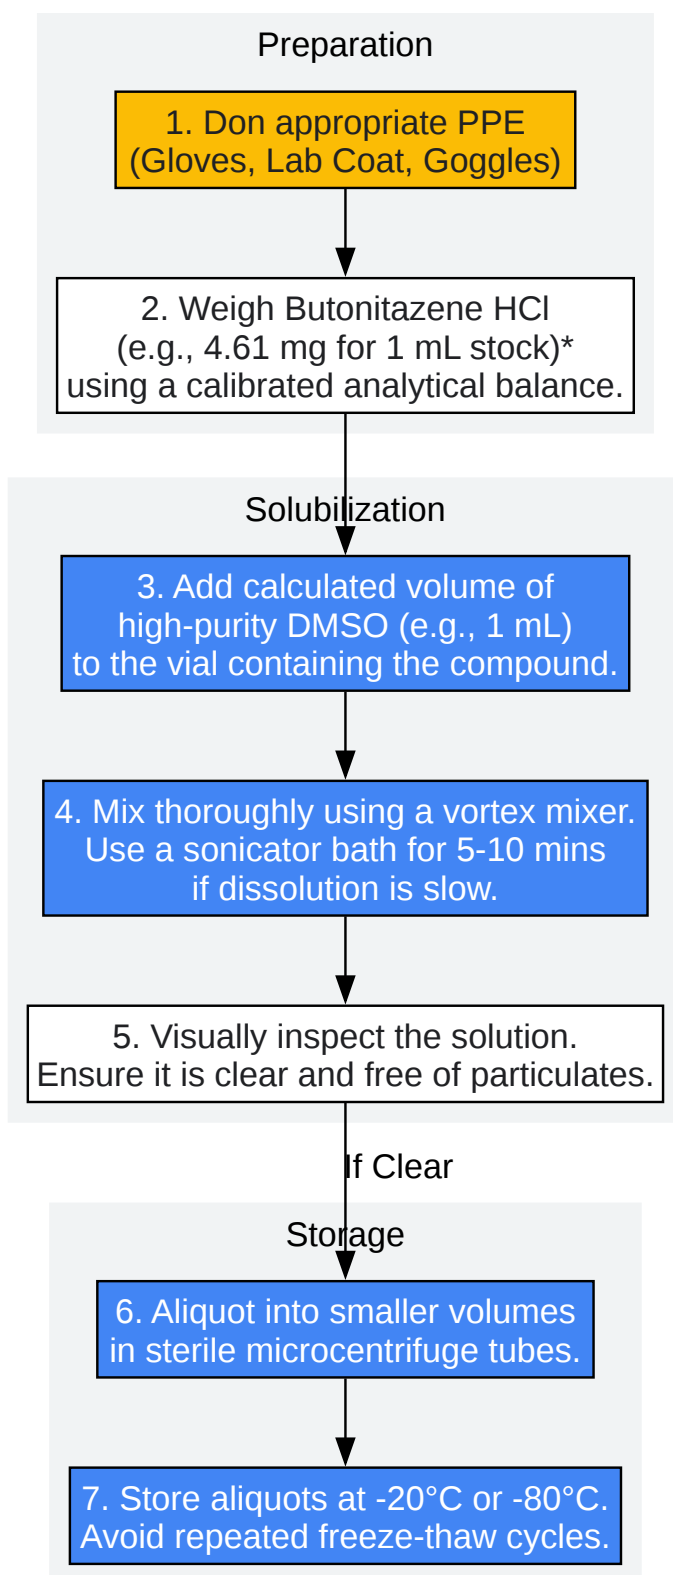 Preparation
1. Don appropriate PPE
(Gloves, Lab Coat, Goggles)
2. Weigh Butonitazene HCl
(e.g., 4.61 mg for 1 mL stock)*
using a calibrated analytical balance.
Solubilization
3. Add calculated volume of
high-purity DMSO (e.g., 1 mL)
to the vial containing the compound.
4. Mix thoroughly using a vortex mixer.
Use a sonicator bath for 5-10 mins
if dissolution is slow.
5. Visually inspect the solution.
Ensure it is clear and free of particulates.
If Clear
Storage
6. Aliquot into smaller volumes
in sterile microcentrifuge tubes.
7. Store aliquots at -20°C or -80°C.
Avoid repeated freeze-thaw cycles.